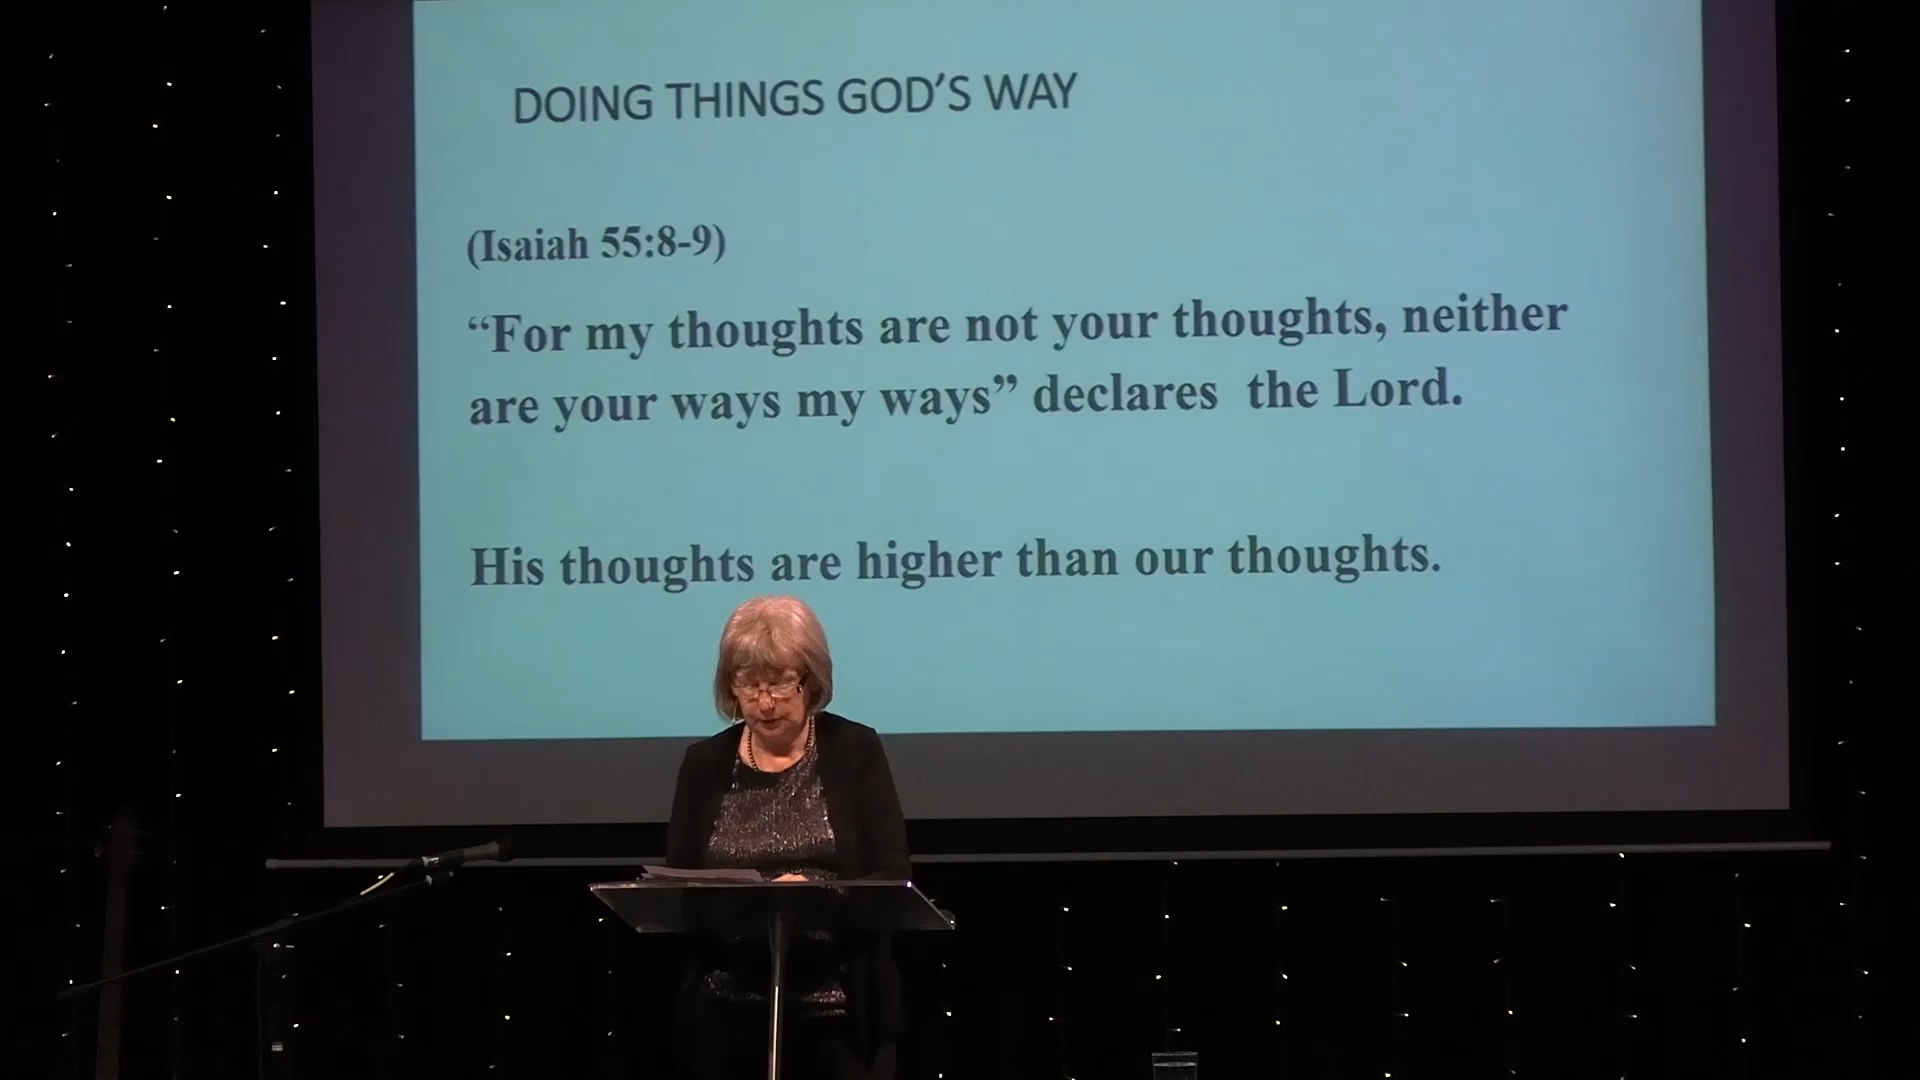 DOING THINGS GOD’S WAY
(Isaiah 55:8-9)
“For my thoughts are not your thoughts, neither
are your ways my ways” declares the Lord.
His thoughts are higher than our thoughts.